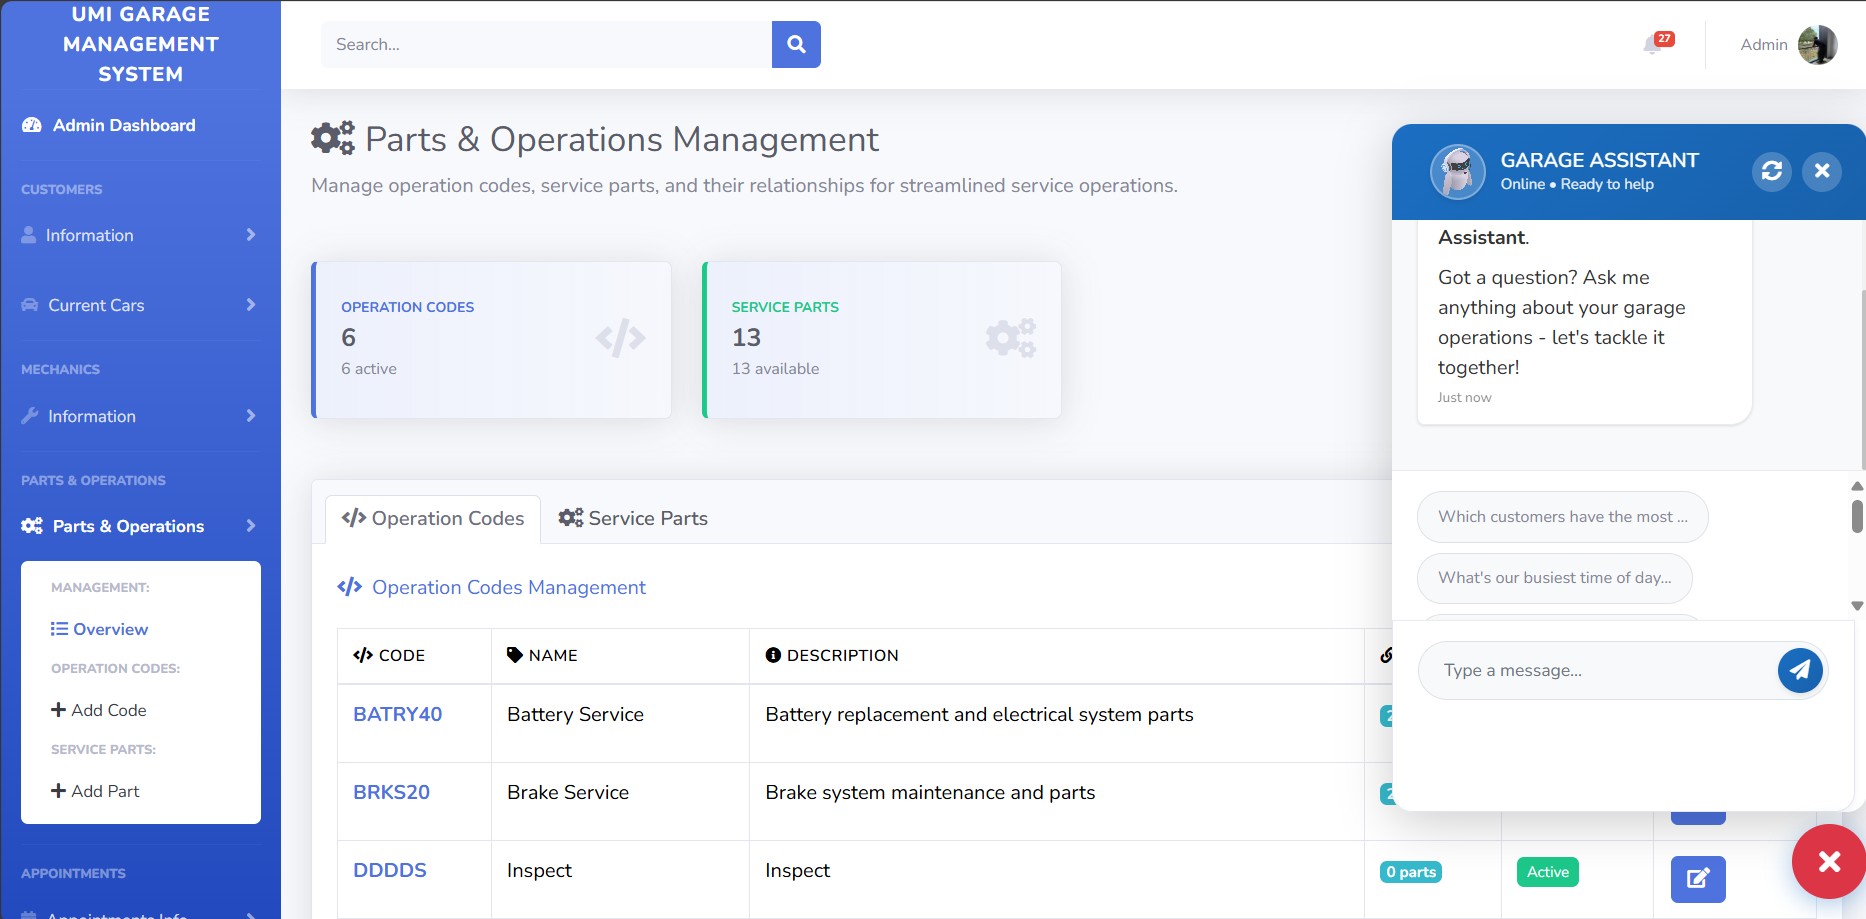 UMI GARAGE
MANAGEMENT
SYSTEM
Admin Dashboard
CUSTOMERS
Information
Current Cars
MECHANICS
Information
PARTS & OPERATIONS
Parts & Operations
MANAGEMENT:
Overview
OPERATION CODES:
Add Code
SERVICE PARTS:
Add Part
APPOINTMENTS
Appointments Info
Search...
27
Admin
Parts & Operations Management
Manage operation codes, service parts, and their relationships for streamlined service operations.
OPERATION CODES
6
6 active
SERVICE PARTS
13
13 available
Operation Codes
Service Parts
Operation Codes Management
CODE NAME DESCRIPTION
BATRY40 Battery Service Battery replacement and electrical system parts 2
BRKS20 Brake Service Brake system maintenance and parts 2
DDDDS Inspect Inspect 0 parts Active
GARAGE ASSISTANT
Online • Ready to help
Assistant.
Got a question? Ask me
anything about your garage
operations - let's tackle it
together!
Just now
Which customers have the most ...
What's our busiest time of day...
Type a message...